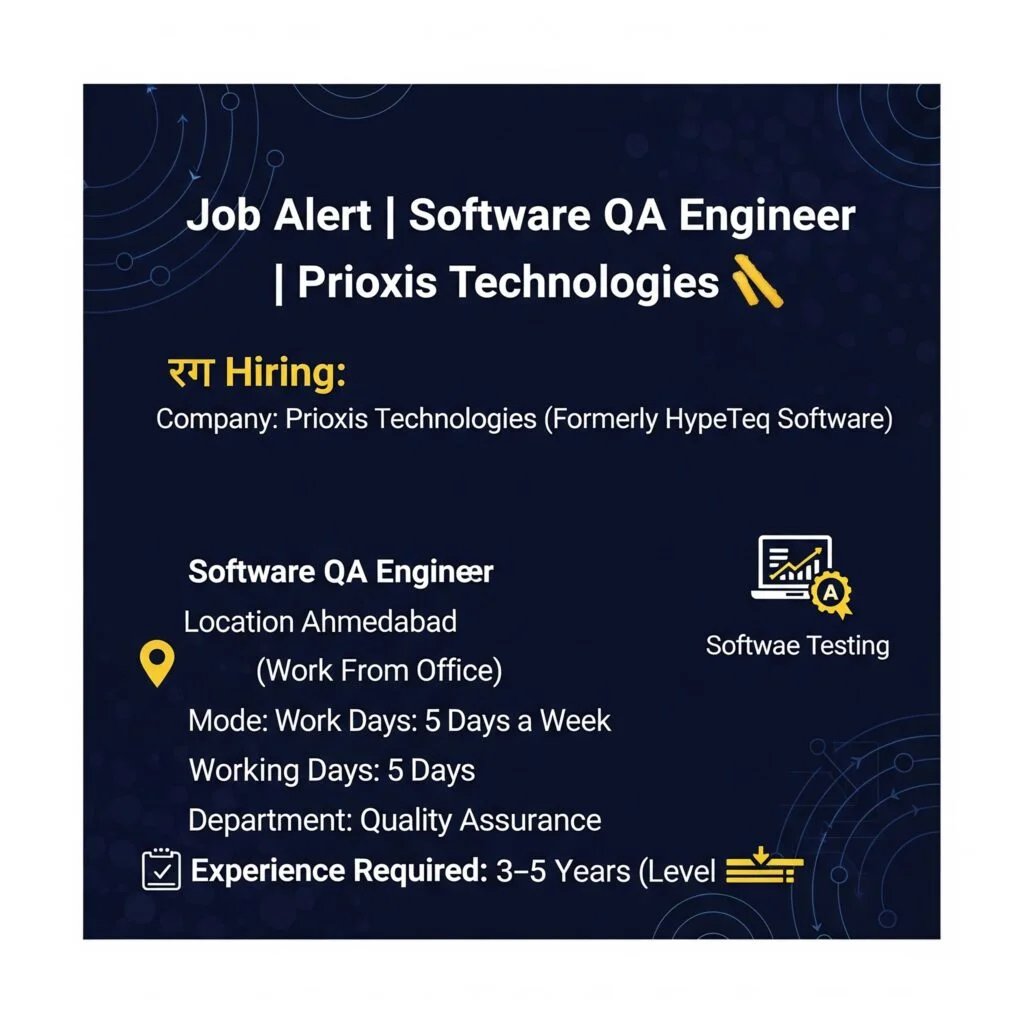 Job Alert | Software QA Engineer
| Prioxis Technologies
रग Hiring:
Company: Prioxis Technologies (Formerly HypeTeq Software)
Software QA Engineer
Location Ahmedabad
(Work From Office)
Mode: Work Days: 5 Days a Week
Working Days: 5 Days
Department: Quality Assurance
Experience Required: 3–5 Years (Level
A
Softwae Testing